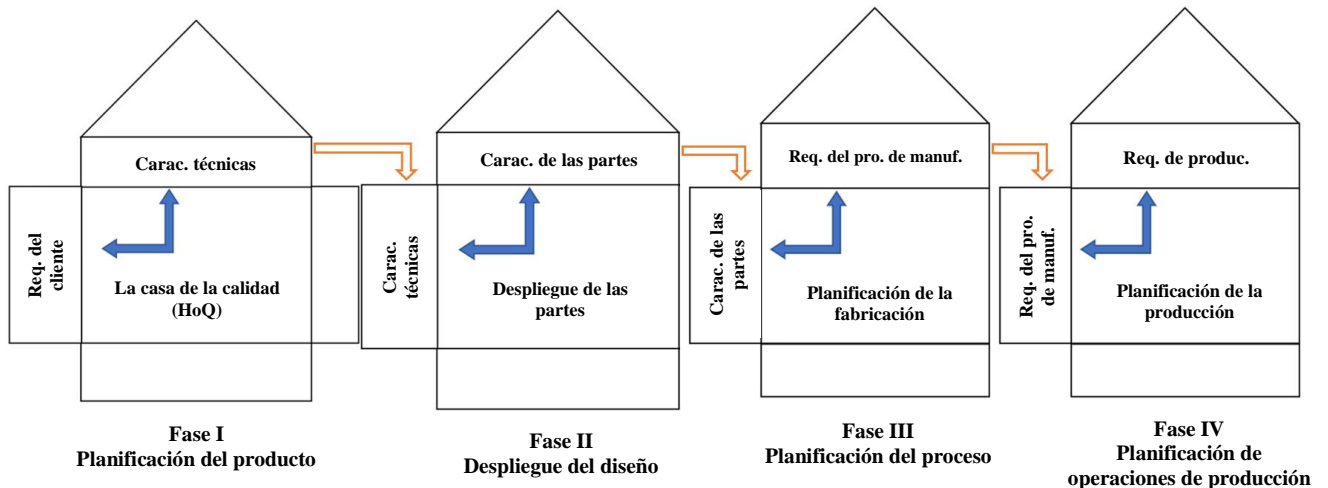 Carac. técnicas
Req. del
cliente
La casa de la calidad
(HoQ)
Fase I
Planificación del producto
Carac. de las partes
Carac.
técnicas
Despliegue de las
partes
Fase II
Despliegue del diseño
Req. del pro. de manuf.
Carac. de las
partes
Planificación de la
fabricación
Fase III
Planificación del proceso
Req. de produc.
Req. del pro.
de manuf.
Planificación de la
producción
Fase IV
Planificación de
operaciones de producción